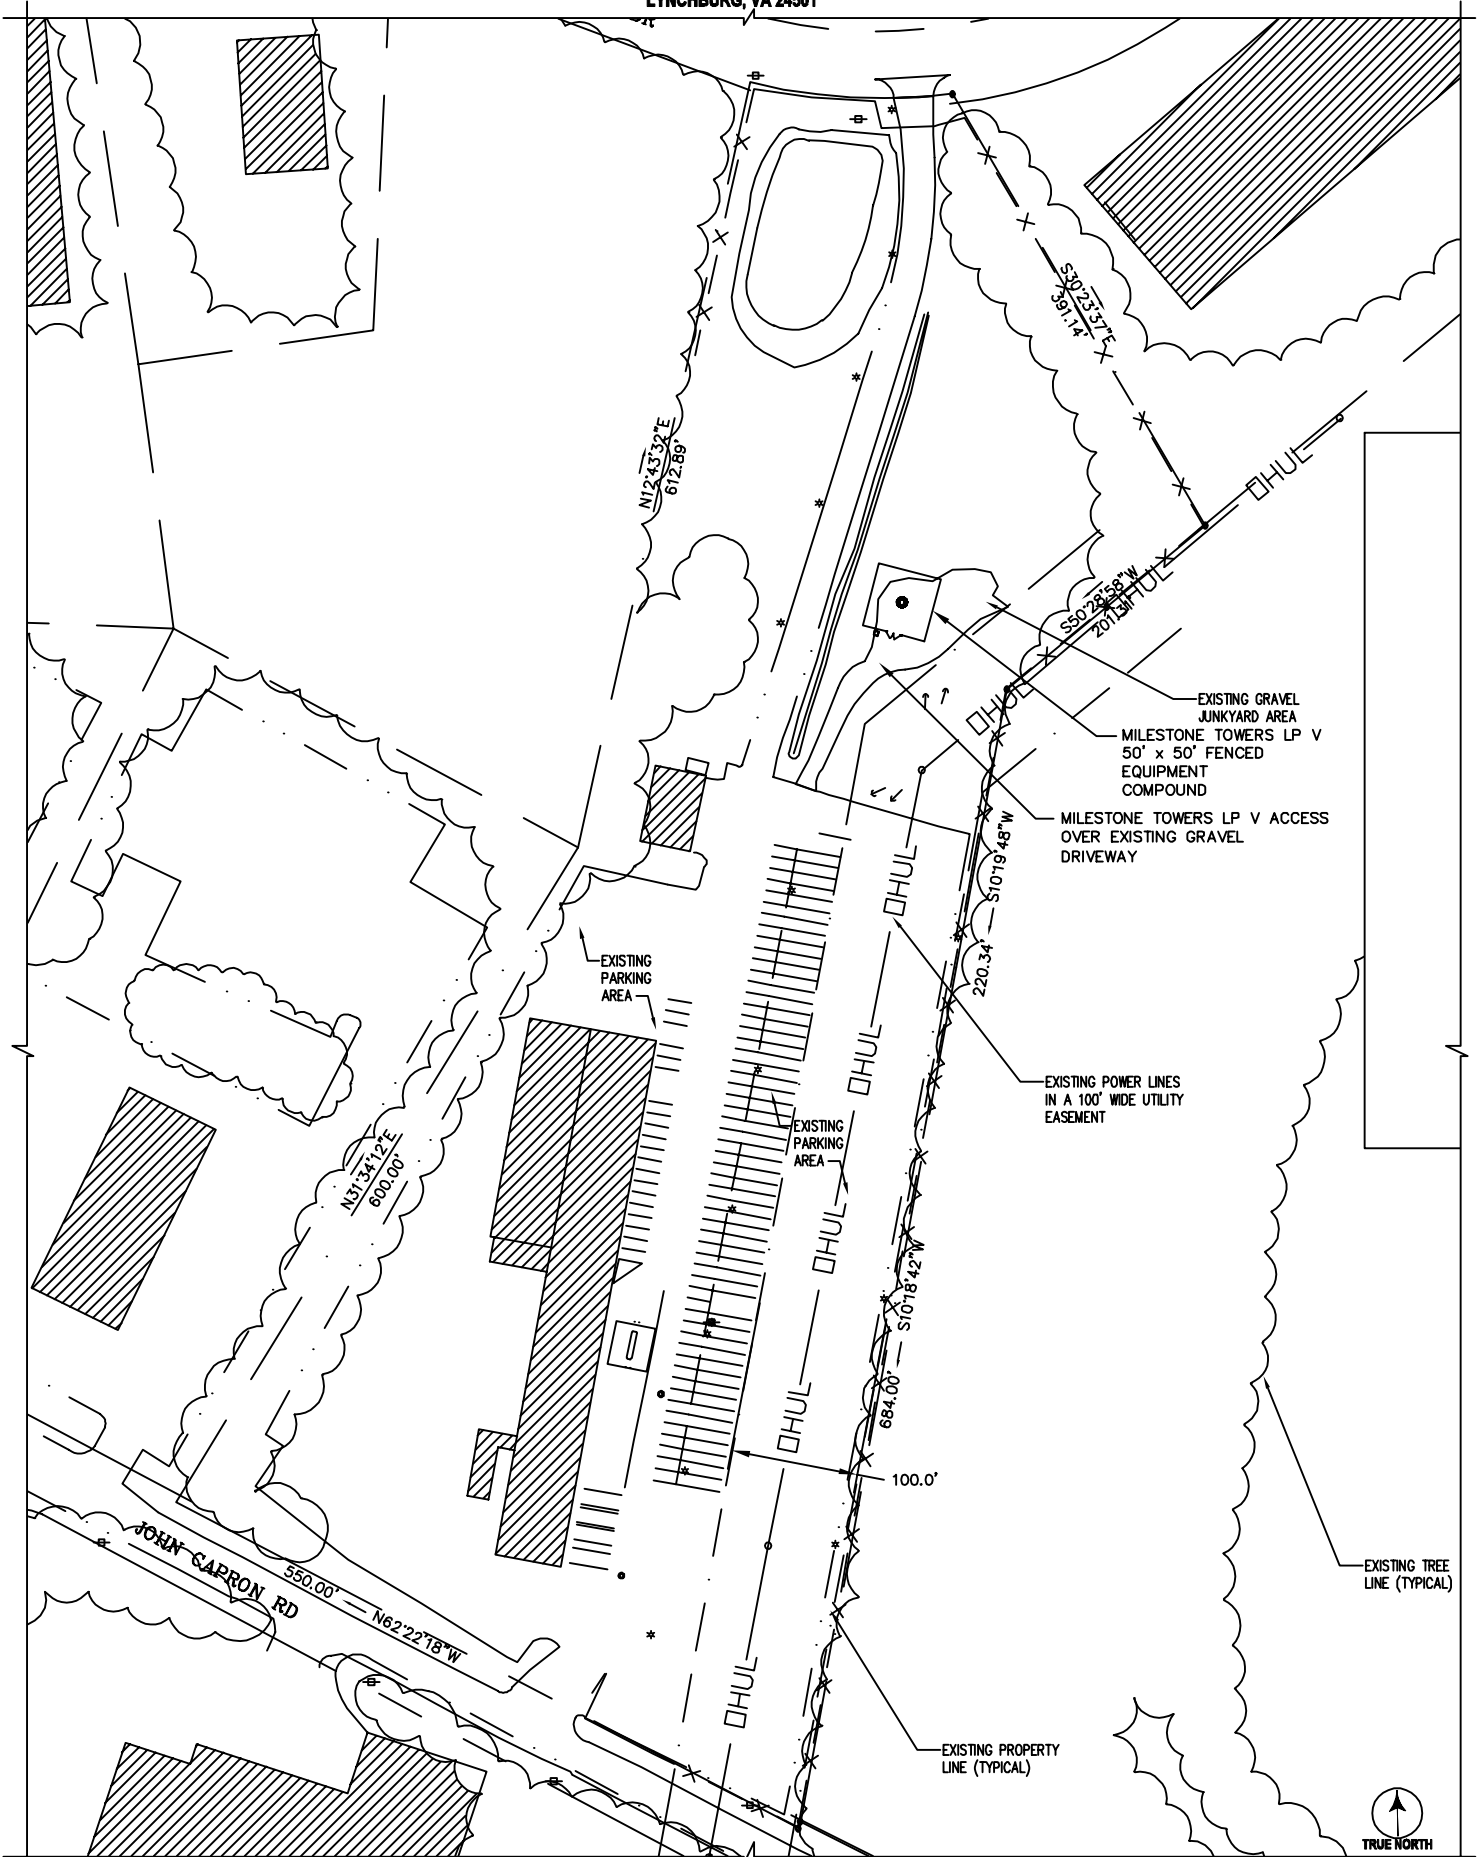 LYNCHBURG, VA 24501
S30°23'37"E
391.14'
N12°43'32"E
612.89'
OHUL
S50°28'58"W
201.31'
OHUL
OHUL
EXISTING GRAVEL
JUNKYARD AREA
MILESTONE TOWERS LP V
50' x 50' FENCED
EQUIPMENT
COMPOUND
MILESTONE TOWERS LP V ACCESS
OVER EXISTING GRAVEL
DRIVEWAY
OHUL
S10°19'48"W
220.34'
EXISTING
PARKING
AREA
OHUL
EXISTING POWER LINES
IN A 100' WIDE UTILITY
EASEMENT
EXISTING
PARKING
AREA
N31°34'12"E
600.00'
OHUL
S10°18'42"W
684.00'
OHUL
100.0'
JOHN CAPRON RD
550.00'
N62°22'18"W
EXISTING TREE
LINE (TYPICAL)
OHUL
EXISTING PROPERTY
LINE (TYPICAL)
TRUE NORTH